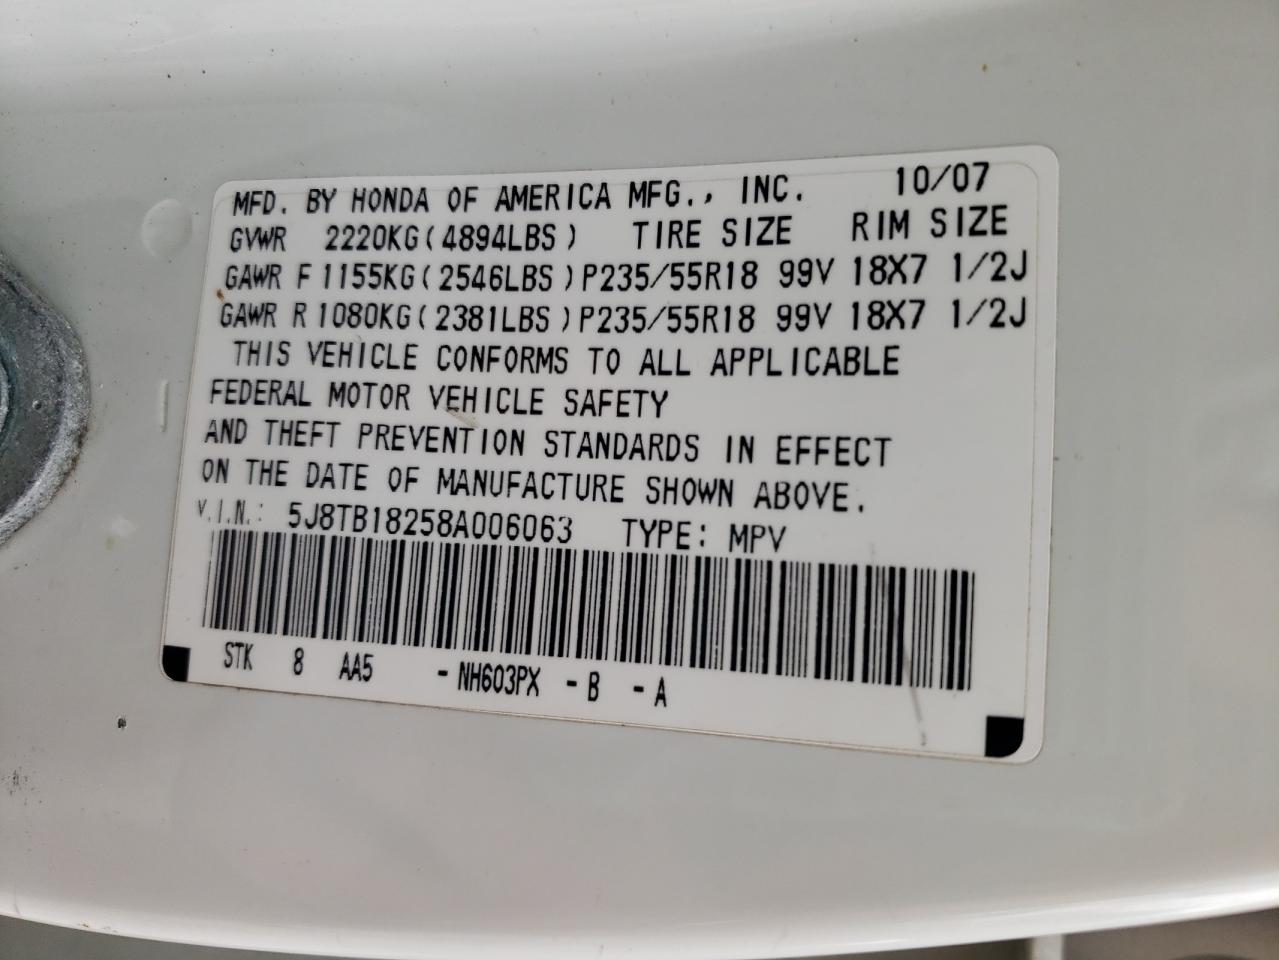 MFD. BY HONDA OF AMERICA MFG., INC. 10/07
GVWR 2220KG(4894LBS) TIRE SIZE RIM SIZE
GAWR F 1155KG(2546LBS)P235/55R18 99V 18X7 1/2J
GAWR R 1080KG(2381LBS)P235/55R18 99V 18X7 1/2J
THIS VEHICLE CONFORMS TO ALL APPLICABLE
FEDERAL MOTOR VEHICLE SAFETY
AND THEFT PREVENTION STANDARDS IN EFFECT
ON THE DATE OF MANUFACTURE SHOWN ABOVE.
V.I.N.: 5J8TB18258A006063 TYPE: MPV
STK 8 AA5 -NH603PX -B -A